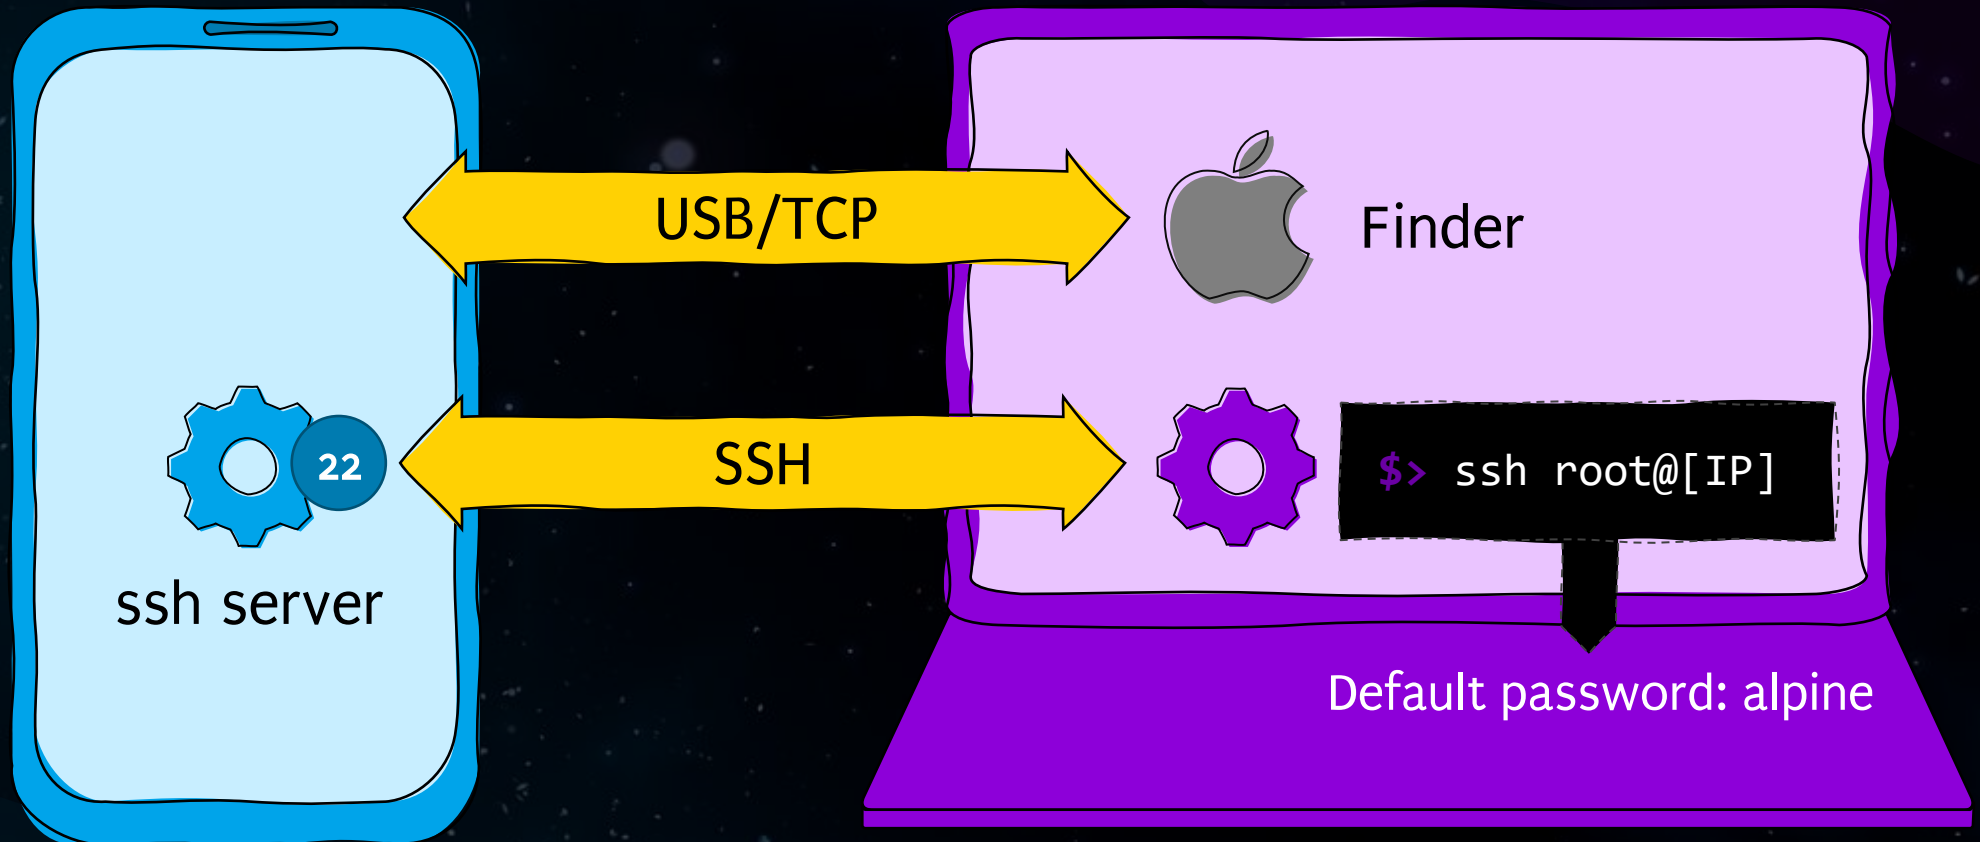 USB/TCP
Finder
22
SSH
$> ssh root@[IP]
ssh server
Default password: alpine